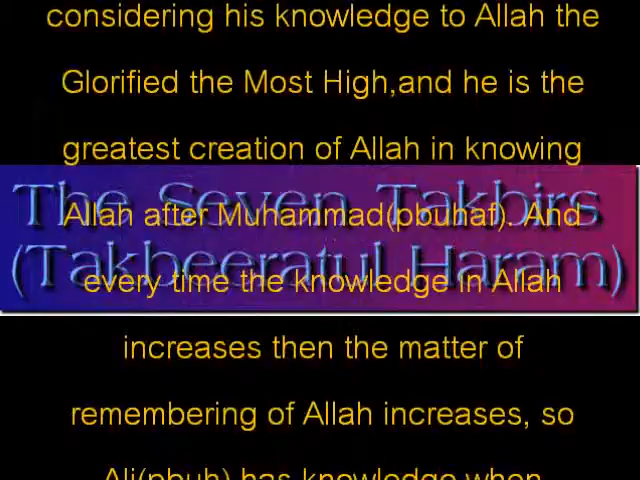 considering his knowledge to Allah the
Glorified the Most High,and he is the
greatest creation of Allah in knowing
The Seven Takbirs
Allah after Muhammad(pbuhaf). And
(Takbeeratul Haram)
every time the knowledge in Allah
increases then the matter of
remembering of Allah increases, so
Ali(pbuh) has knowledge when